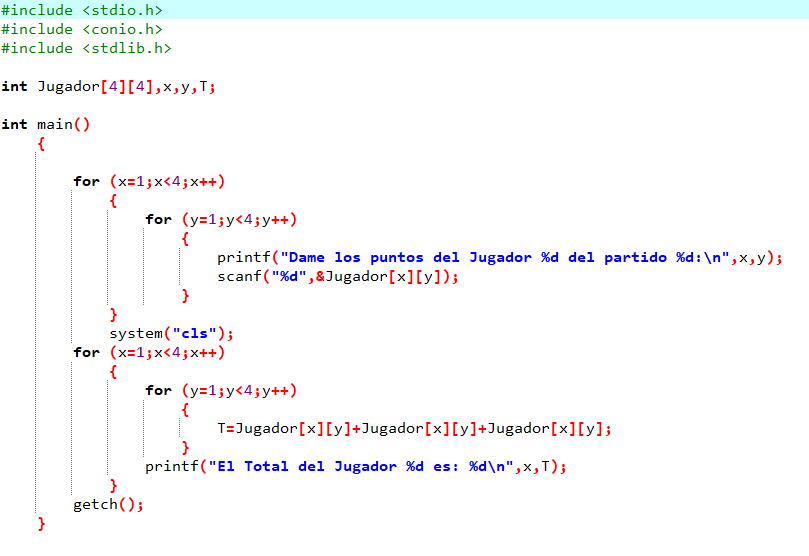 #include <stdio.h>
#include <conio.h>
#include <stdlib.h>
int Jugador[4][4],x,y,T;
int main()
{
for (x=1;x<4;x++)
{
for (y=1;y<4;y++)
{
printf("Dame los puntos del Jugador %d del partido %d:\n",x,y);
scanf("%d",&Jugador[x][y]);
}
}
system("cls");
for (x=1;x<4;x++)
{
for (y=1;y<4;y++)
{
T=Jugador[x][y]+Jugador[x][y]+Jugador[x][y];
}
printf("El Total del Jugador %d es: %d\n",x,T);
}
getch();
}